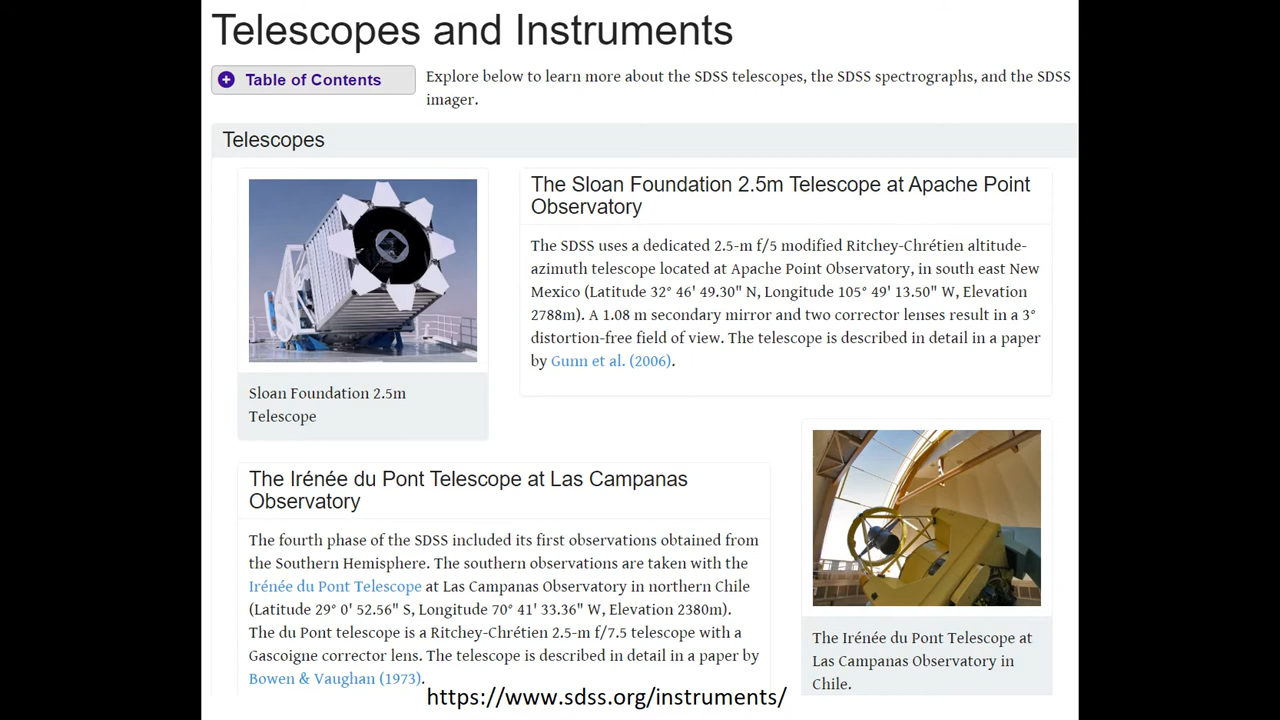 Telescopes and Instruments
Table of Contents
Explore below to learn more about the SDSS telescopes, the SDSS spectrographs, and the SDSS
imager.
Telescopes
Sloan Foundation 2.5m
Telescope
The Sloan Foundation 2.5m Telescope at Apache Point
Observatory
The SDSS uses a dedicated 2.5-m f/5 modified Ritchey-Chrétien altitude-
azimuth telescope located at Apache Point Observatory, in south east New
Mexico (Latitude 32° 46' 49.30" N, Longitude 105° 49' 13.50" W, Elevation
2788m). A 1.08 m secondary mirror and two corrector lenses result in a 3°
distortion-free field of view. The telescope is described in detail in a paper
by Gunn et al. (2006).
The Irénée du Pont Telescope at Las Campanas
Observatory
The fourth phase of the SDSS included its first observations obtained from
the Southern Hemisphere. The southern observations are taken with the
Irénée du Pont Telescope at Las Campanas Observatory in northern Chile
(Latitude 29° 0' 52.56" S, Longitude 70° 41' 33.36" W, Elevation 2380m).
The du Pont telescope is a Ritchey-Chrétien 2.5-m f/7.5 telescope with a
Gascoigne corrector lens. The telescope is described in detail in a paper by
Bowen & Vaughan (1973).
The Irénée du Pont Telescope at
Las Campanas Observatory in
Chile.
https://www.sdss.org/instruments/